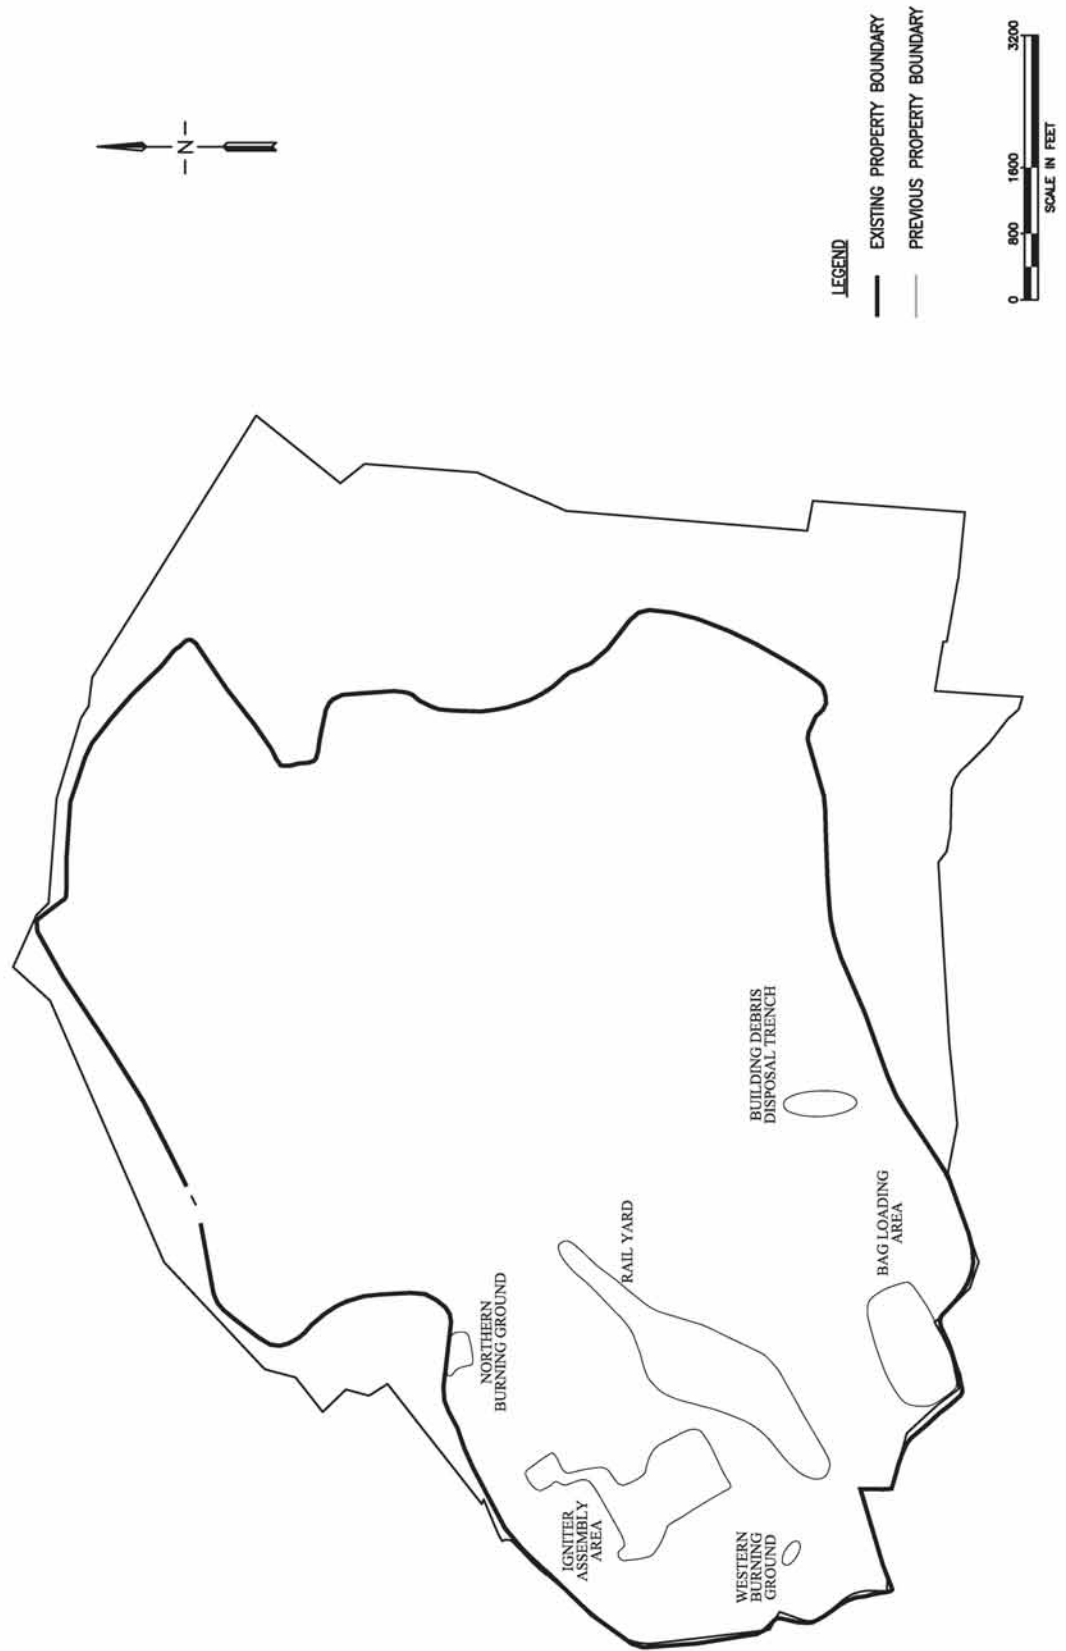 -N-
LEGEND
EXISTING PROPERTY BOUNDARY
PREVIOUS PROPERTY BOUNDARY
0 800 1600 3200
SCALE IN FEET
NORTHERN
BURNING GROUND
IGNITER
ASSEMBLY
AREA
RAIL YARD
BUILDING DEBRIS
DISPOSAL TRENCH
WESTERN
BURNING
GROUND
BAG LOADING
AREA